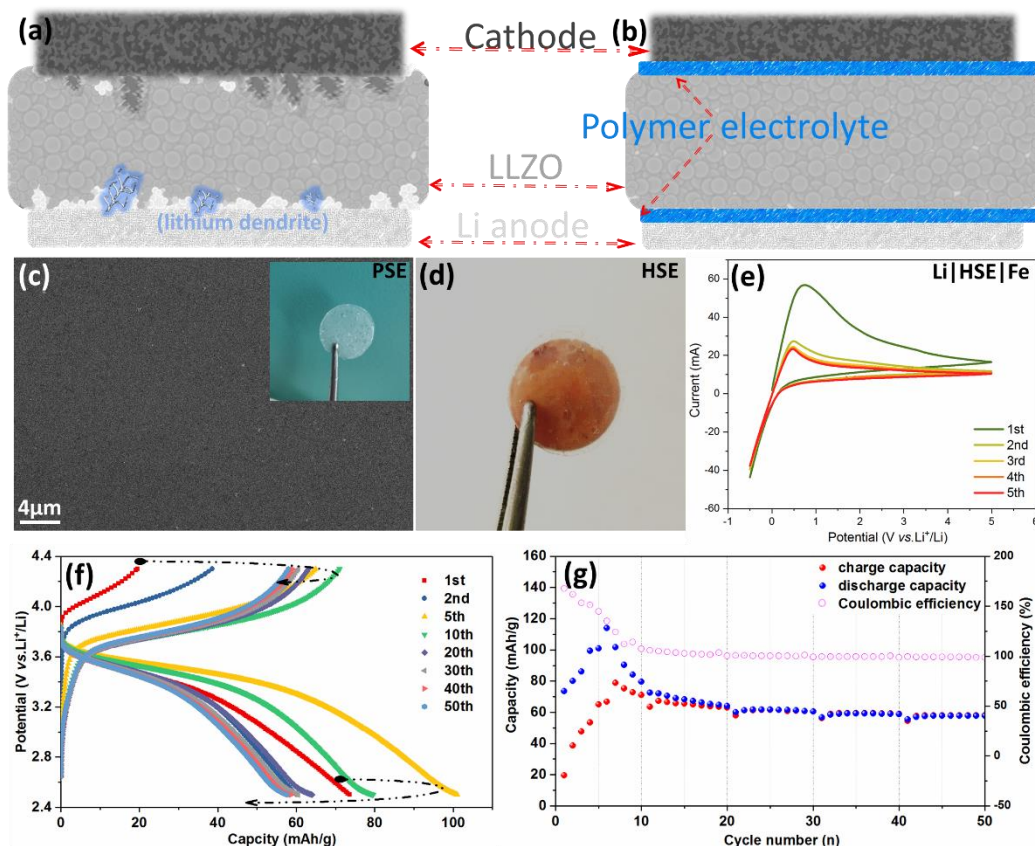 (a)
Cathode
(b)
Polymer electrolyte
LLZO
(lithium dendrite)
Li anode
(c)
PSE
4μm
(d)
HSE
(e)
Li|HSE|Fe
60
40
20
0
-20
-40
-60
Current (mA)
1st
2nd
3rd
4th
5th
-1
0
1
2
3
4
5
6
Potential (V vs.Li⁺/Li)
(f)
4.4
4.0
3.6
3.2
2.8
2.4
Potential (V vs.Li⁺/Li)
1st
2nd
5th
10th
20th
30th
40th
50th
0
20
40
60
80
100
Capcity (mAh/g)
(g)
160
140
120
100
80
60
40
20
0
Capacity (mAh/g)
charge capacity
discharge capacity
Coulombic efficiency
200
150
100
50
0
-50
Coulombic efficiency (%)
0
10
20
30
40
50
Cycle number (n)